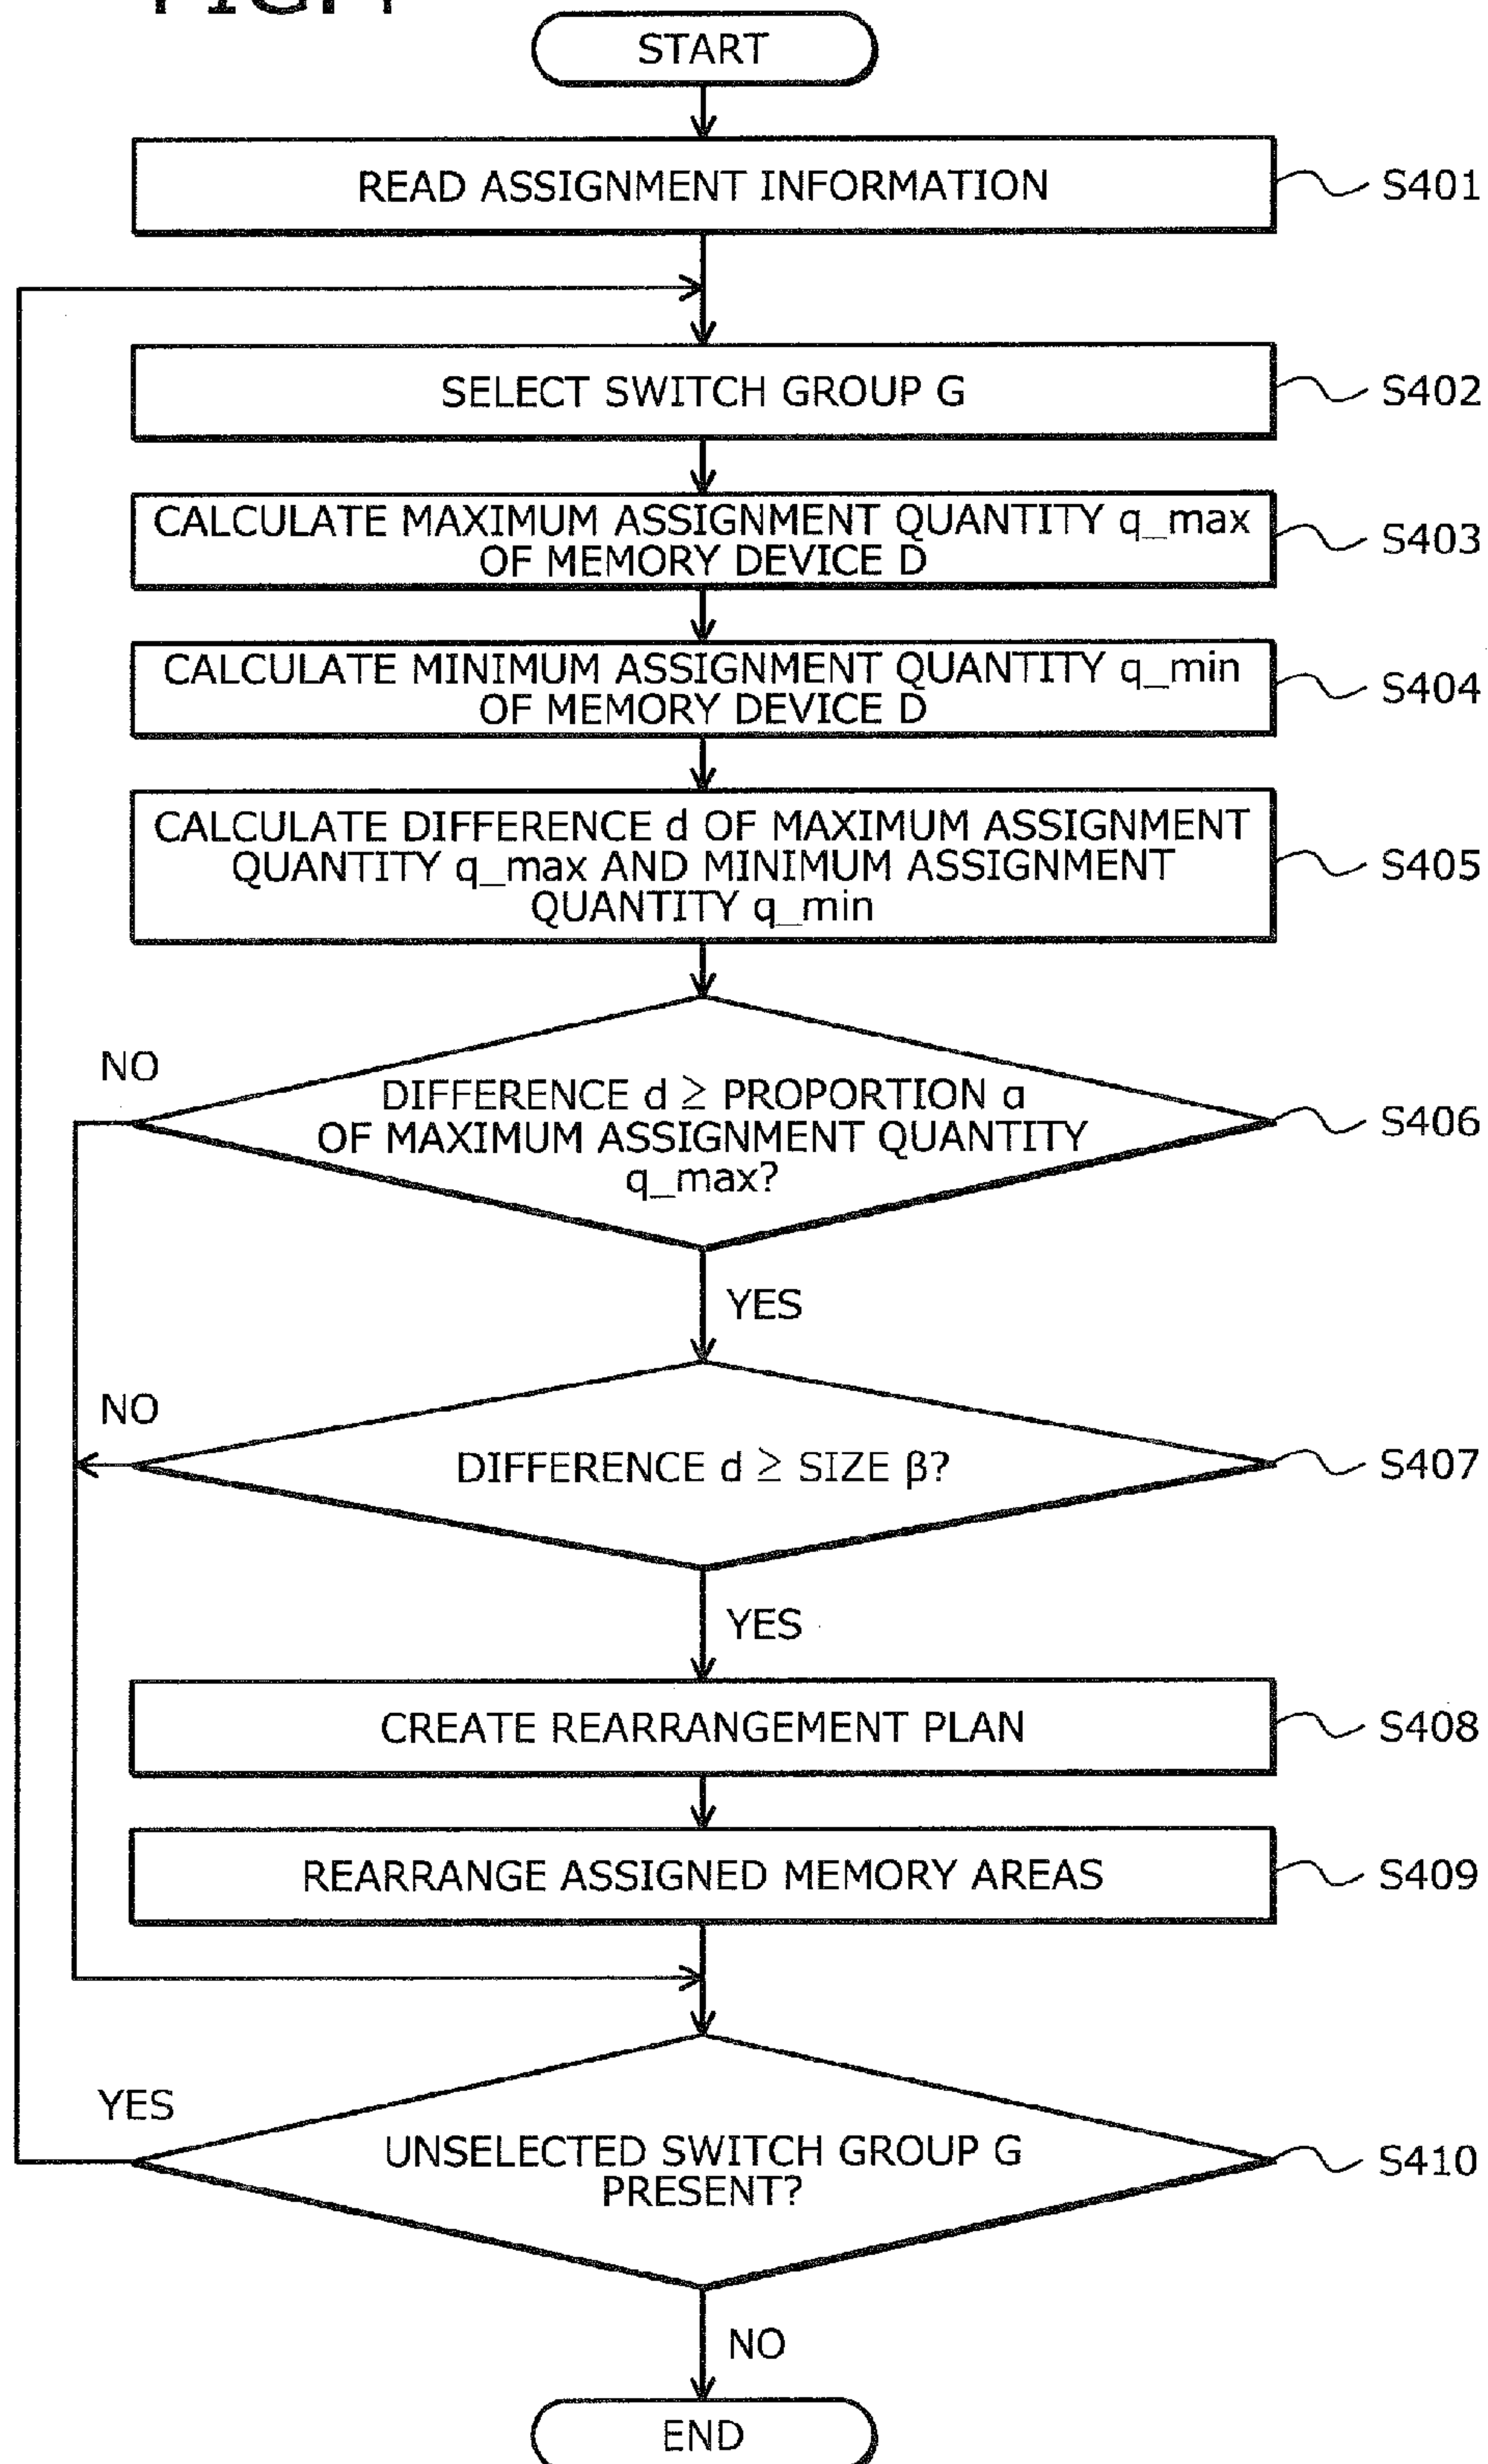 START
READ ASSIGNMENT INFORMATION
S401
SELECT SWITCH GROUP G
S402
CALCULATE MAXIMUM ASSIGNMENT QUANTITY q_max
OF MEMORY DEVICE D
S403
CALCULATE MINIMUM ASSIGNMENT QUANTITY q_min
OF MEMORY DEVICE D
S404
CALCULATE DIFFERENCE d OF MAXIMUM ASSIGNMENT
QUANTITY q_max AND MINIMUM ASSIGNMENT
QUANTITY q_min
S405
NO
DIFFERENCE d ≥ PROPORTION α
OF MAXIMUM ASSIGNMENT QUANTITY
q_max?
S406
YES
NO
DIFFERENCE d ≥ SIZE β?
S407
YES
CREATE REARRANGEMENT PLAN
S408
REARRANGE ASSIGNED MEMORY AREAS
S409
YES
UNSELECTED SWITCH GROUP G
PRESENT?
S410
NO
END